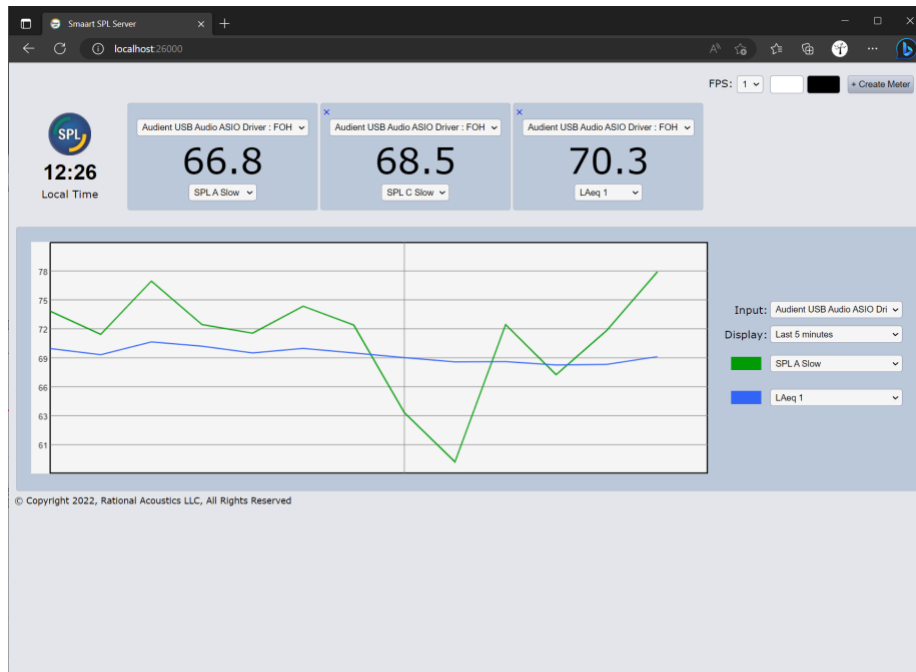 Smaart SPL Server
localhost:26000
FPS: 1
+ Create Meter
SPL
12:26
Local Time
Audient USB Audio ASIO Driver : FOH
66.8
SPL A Slow
Audient USB Audio ASIO Driver : FOH
68.5
SPL C Slow
Audient USB Audio ASIO Driver : FOH
70.3
LAeq 1
78
75
72
69
66
63
61
Input: Audient USB Audio ASIO Dri
Display: Last 5 minutes
SPL A Slow
LAeq 1
© Copyright 2022, Rational Acoustics LLC, All Rights Reserved